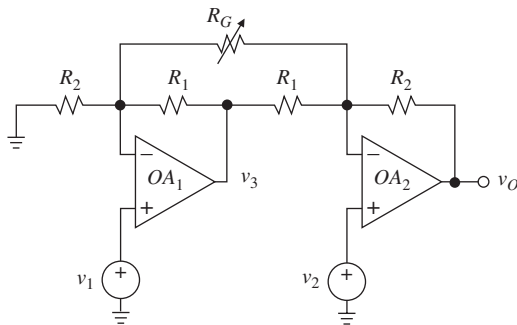 R_G
R_2 R_1 R_1 R_2
− −
OA_1 v_3 OA_2 v_O
+ +
v_1 + v_2 +